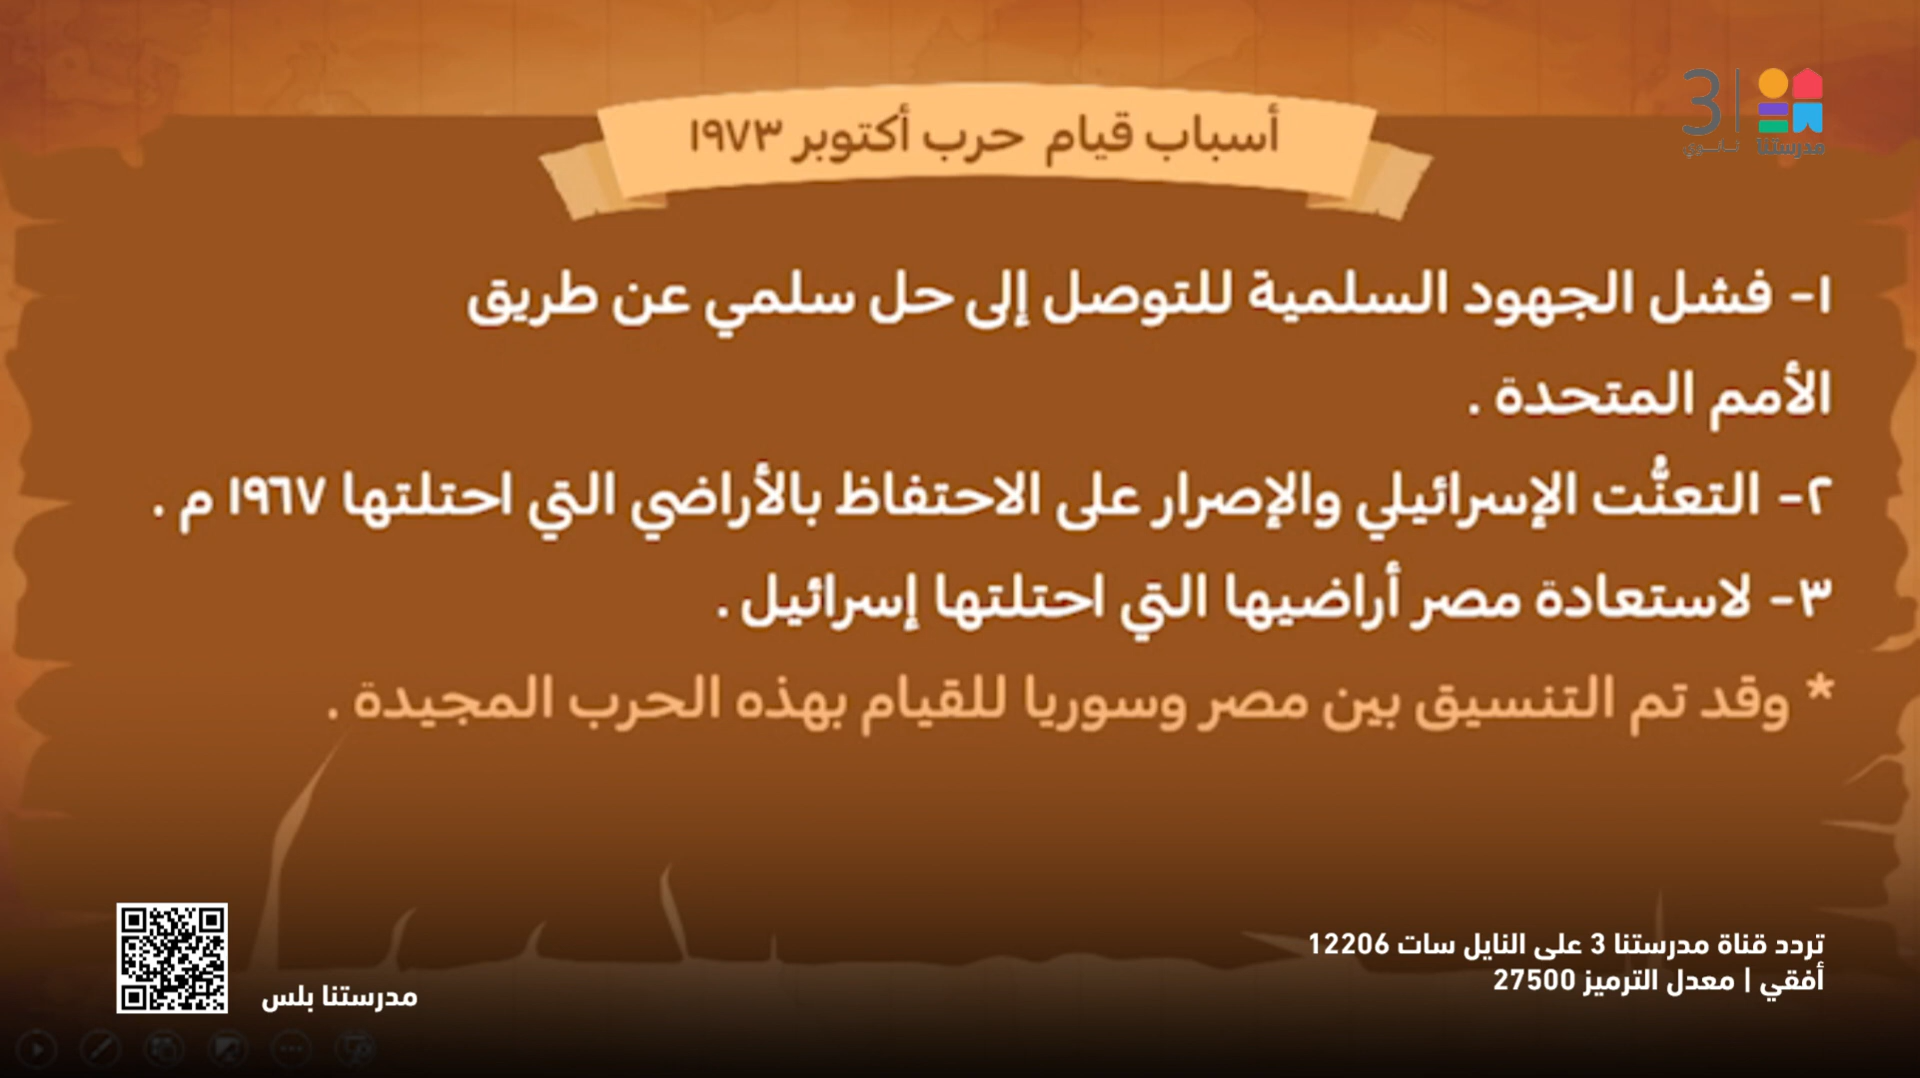 3
ثانوي
مدرستنا
أسباب قيام حرب أكتوبر ١٩٧٣
١- فشل الجهود السلمية للتوصل إلى حل سلمي عن طريق
الأمم المتحدة .
٢- التعنُّت الإسرائيلي والإصرار على الاحتفاظ بالأراضي التي احتلتها ١٩٦٧ م .
٣- لاستعادة مصر أراضيها التي احتلتها إسرائيل .
* وقد تم التنسيق بين مصر وسوريا للقيام بهذه الحرب المجيدة .
تردد قناة مدرستنا 3 على النايل سات 12206
أفقي | معدل الترميز 27500
مدرستنا بلس